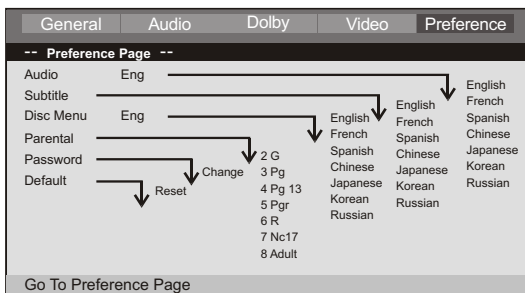 General Audio Dolby Video Preference
-- Preference Page --
Audio Eng
Subtitle
Disc Menu Eng
Parental
Password
Default
Reset
Change
2 G
3 Pg
4 Pg 13
5 Pgr
6 R
7 Nc17
8 Adult
English
French
Spanish
Chinese
Japanese
Korean
Russian
English
French
Spanish
Chinese
Japanese
Korean
Russian
English
French
Spanish
Chinese
Japanese
Korean
Russian
Go To Preference Page